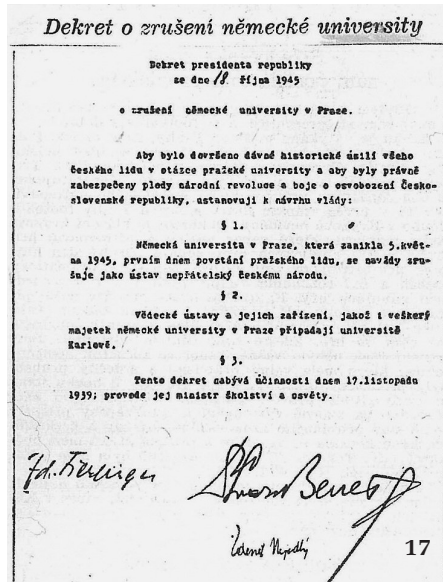 Dekret o zrušení německé university
Dekret presidenta republiky
ze dne 18. října 1945
o zrušení německé university v Praze.
Aby bylo dovršeno dávné historické úsilí všeho
českého lidu v otázce pražské university a aby byly právně
zabezpečeny plody národní revoluce a boje o osvobození Česko-
slovenské republiky, ustanovuji k návrhu vlády:
§ 1.
Německá universita v Praze, která zanikla 5.květ-
na 1945, prvním dnem povstání pražského lidu, se navždy zru-
šuje jako ústav nepřátelský českému národu.
§ 2.
Vědecké ústavy a jejich zařízení, jakož i veškerý
majetek německé university v Praze připadají universitě
Karlově.
§ 3.
Tento dekret nabývá účinnosti dnem 17.listopadu
1939; provede jej ministr školství a osvěty.
Zd. Fierlinger
Dr Edvard Beneš
Zdeněk Nejedlý
17